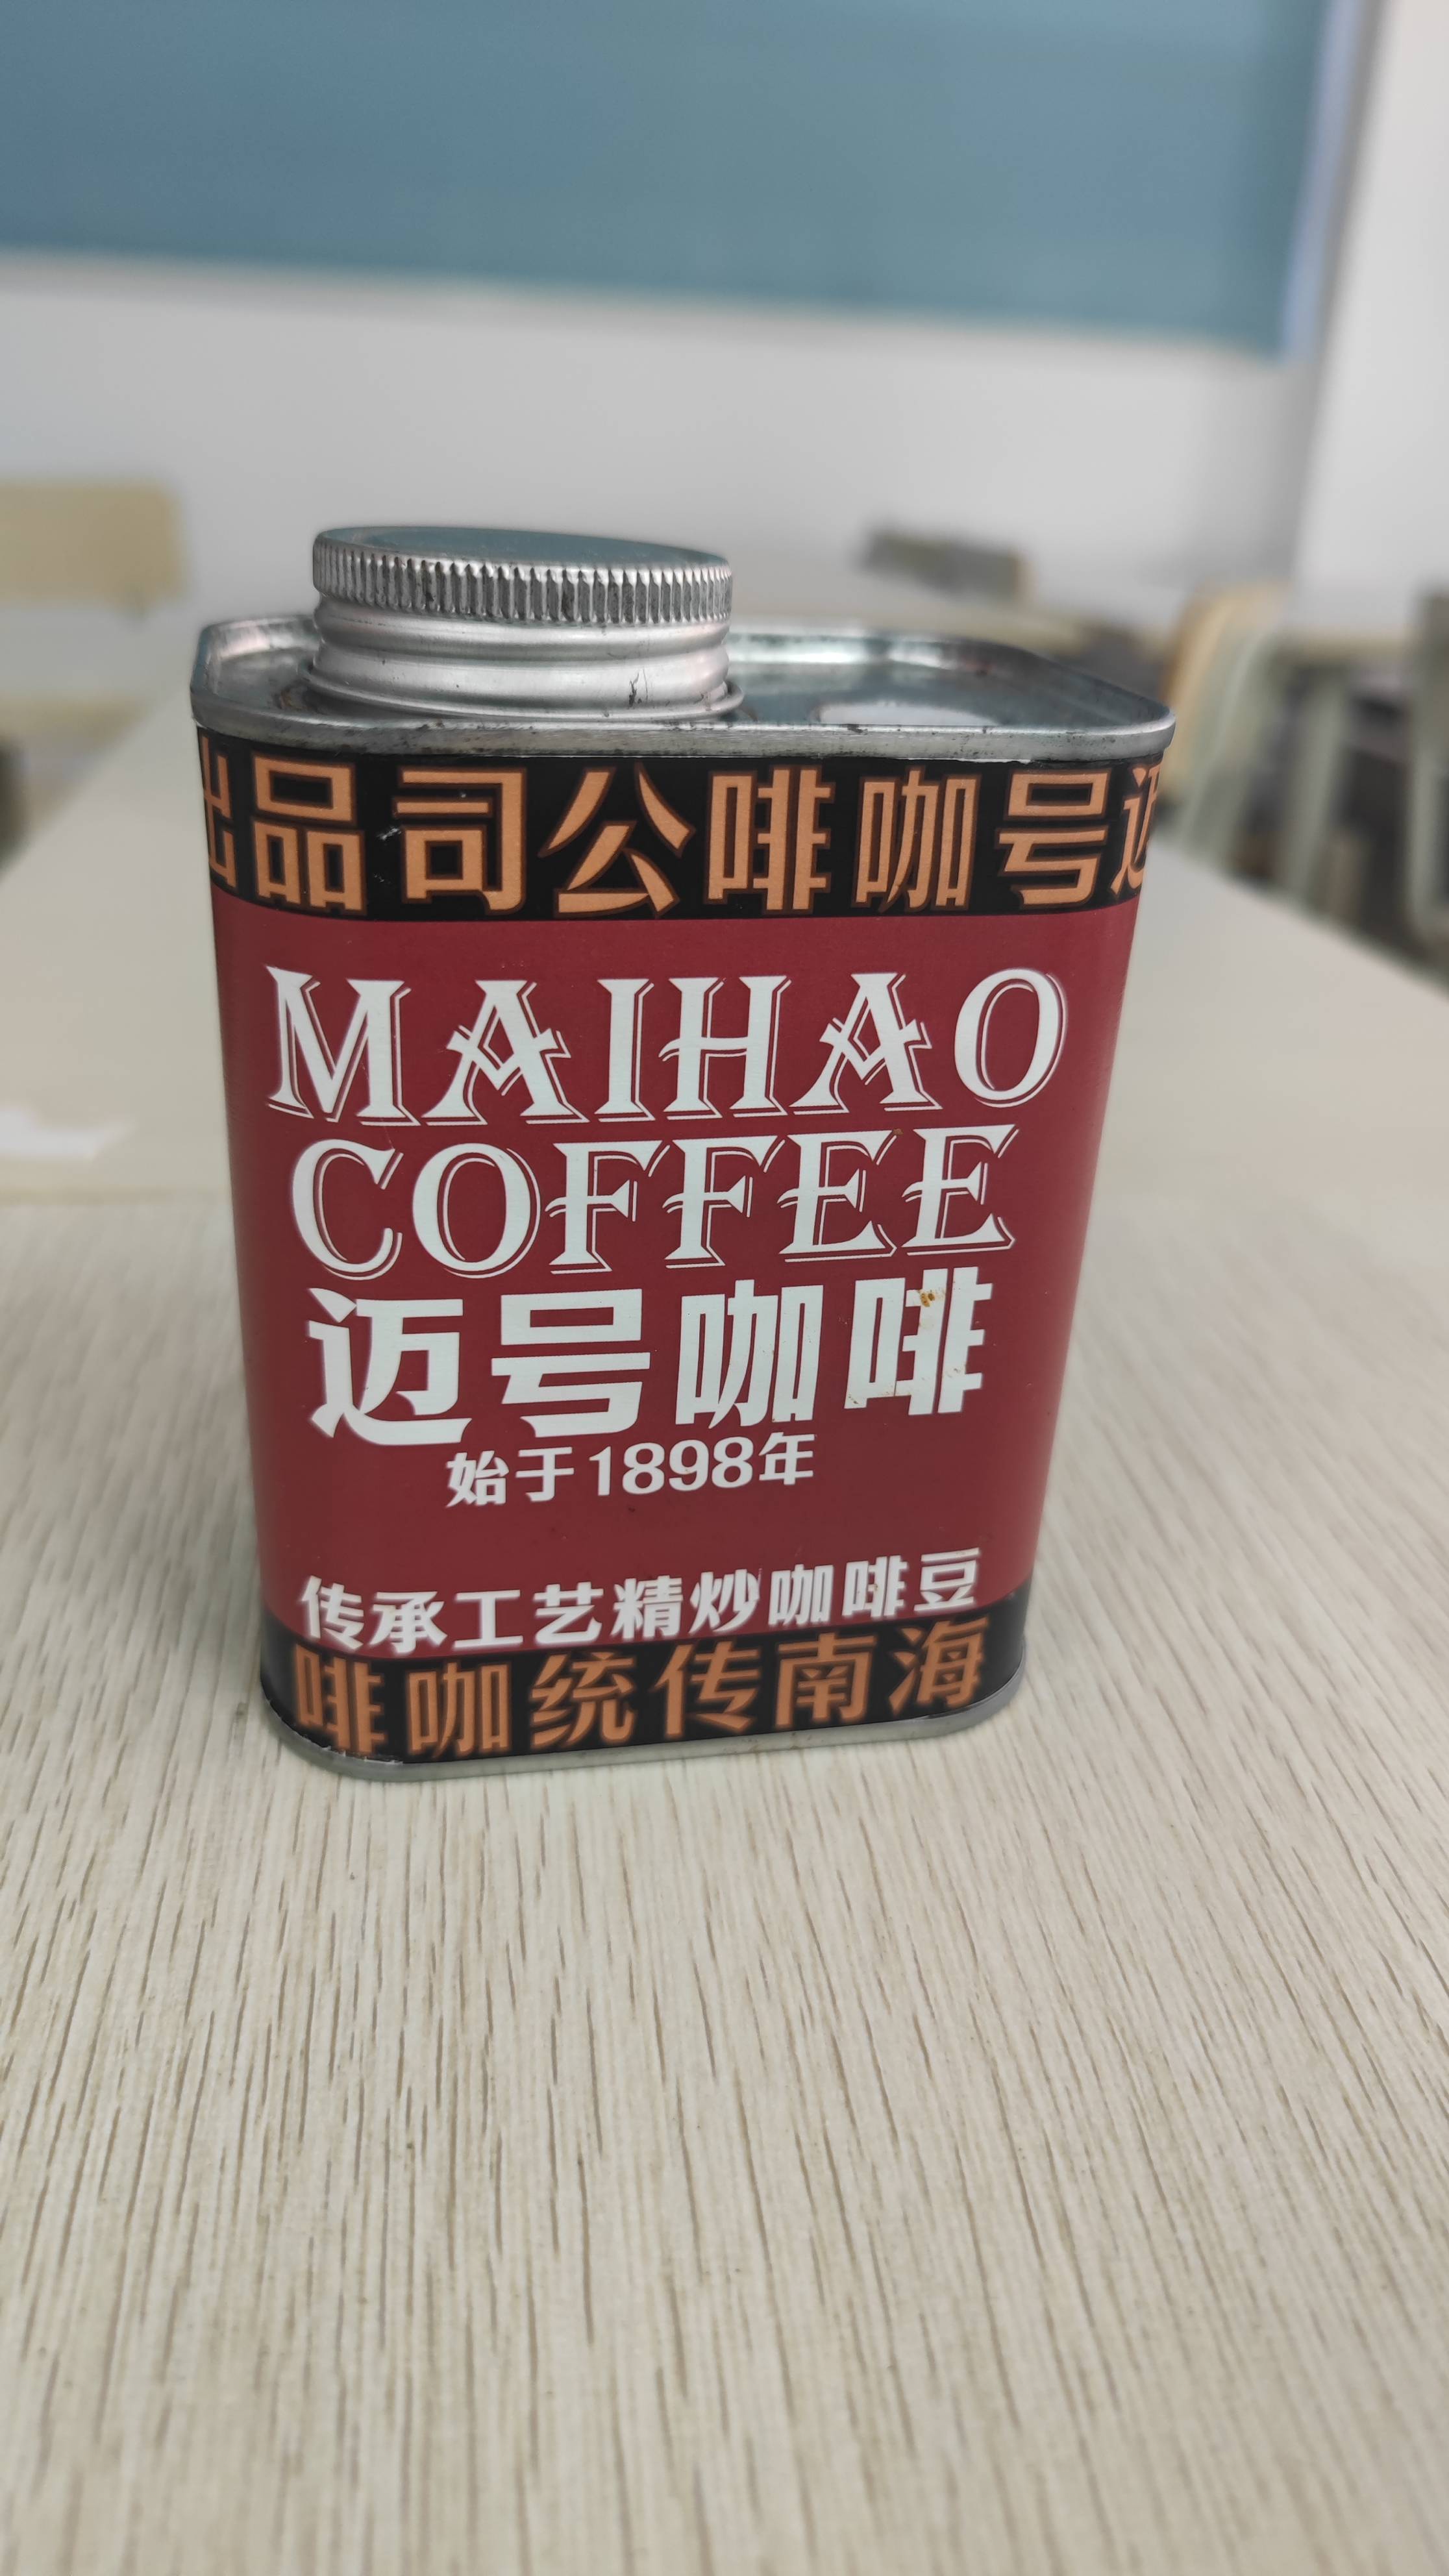 迈号咖啡公司品出
MAIHAO
COFFEE
迈号咖啡
始于1898年
传承工艺精炒咖啡豆
海南传统咖啡